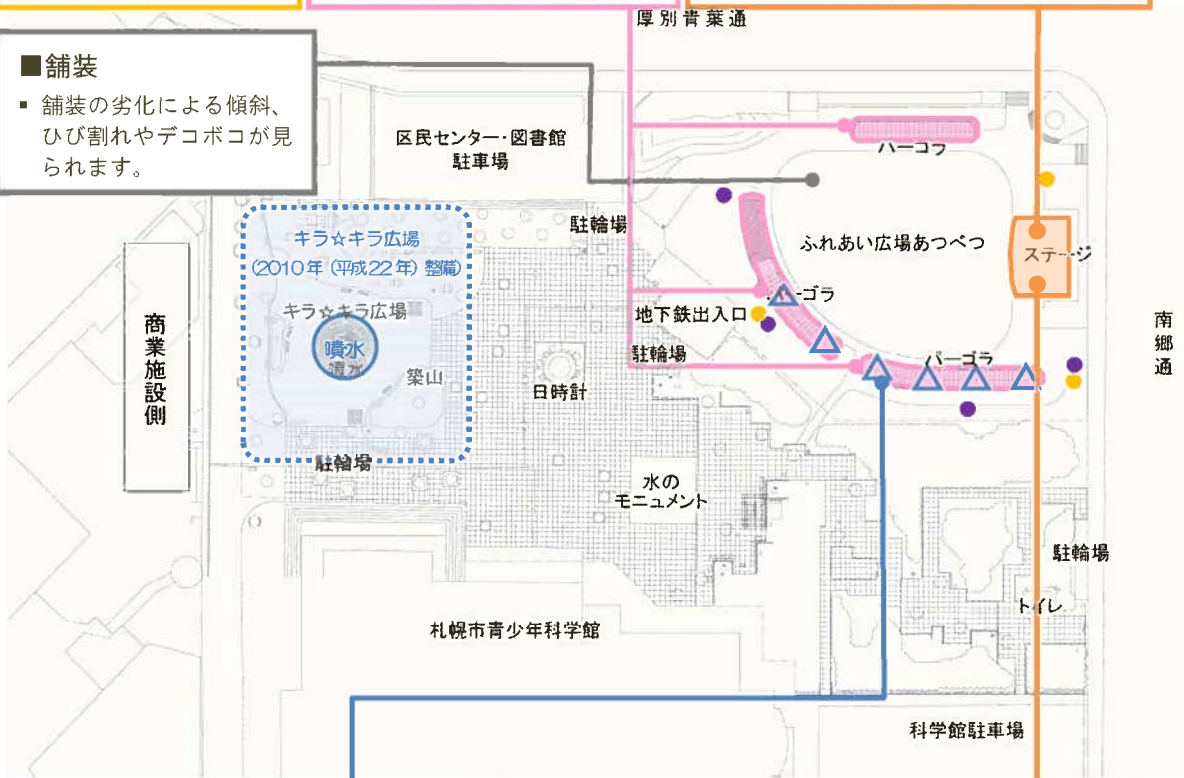 厚別青葉通
■舗装
▪ 舗装の劣化による傾斜、
ひび割れやデコボコが見
られます。
区民センター・図書館
駐車場
パーゴラ
駐輪場
キラ☆キラ広場
(2010年(平成22年)整備)
キラ☆キラ広場
噴水
噴水
築山
駐輪場
商業施設側
ふれあい広場あつべつ
ステージ
パーゴラ
地下鉄出入口
駐輪場
パーゴラ
南郷通
日時計
水の
モニュメント
駐輪場
トイレ
札幌市青少年科学館
科学館駐車場